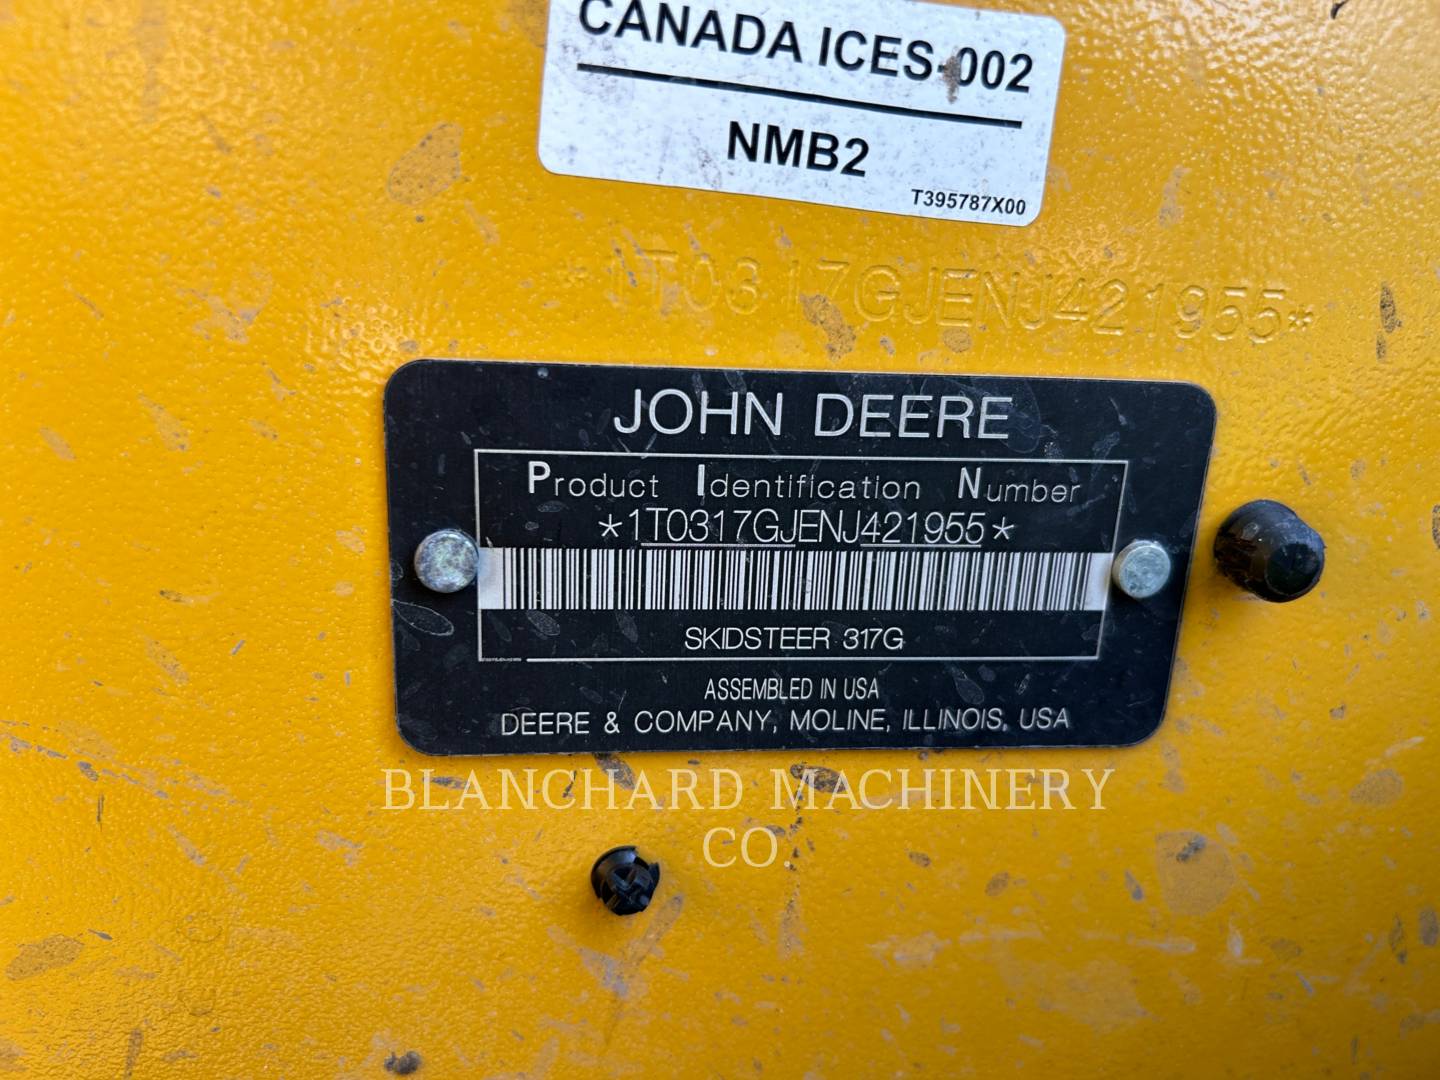 CANADA ICES-002
NMB2
T395787X00
*1T0317GJENJ421955*
JOHN DEERE
Product Identification Number
*1T0317GJENJ421955*
SKIDSTEER 317G
ASSEMBLED IN USA
DEERE & COMPANY, MOLINE, ILLINOIS, USA
BLANCHARD MACHINERY
CO.